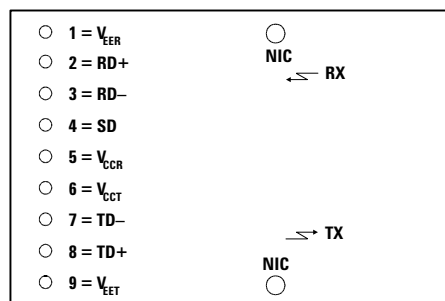 1 = VEER
2 = RD+
3 = RD–
4 = SD
5 = VCCR
6 = VCCT
7 = TD–
8 = TD+
9 = VEET
NIC
RX
TX
NIC